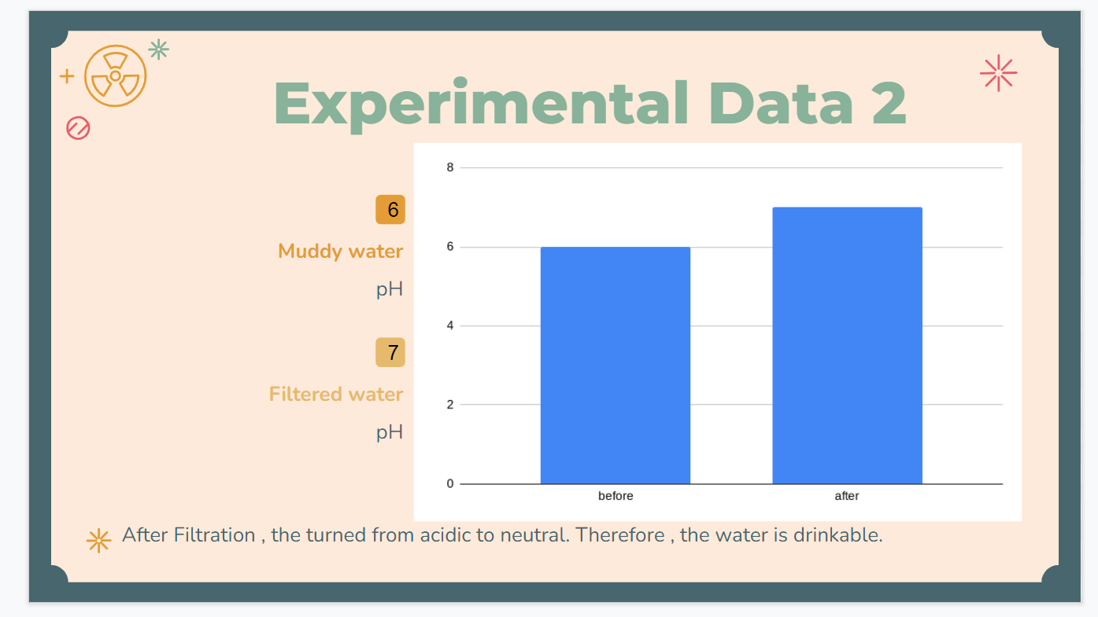 Experimental Data 2
6
Muddy water
pH
7
Filtered water
pH
8
6
4
2
0
before
after
After Filtration , the turned from acidic to neutral. Therefore , the water is drinkable.